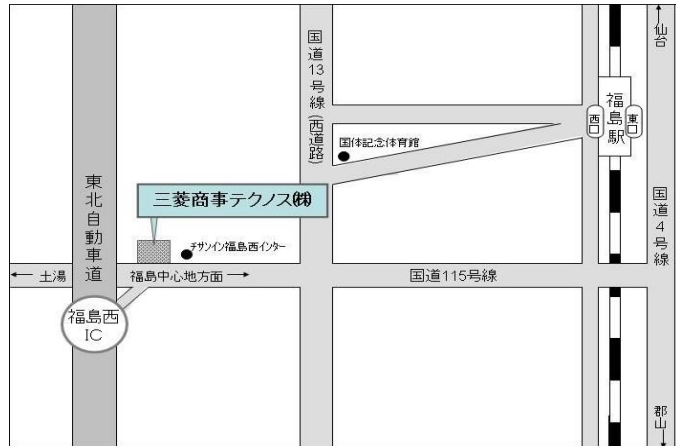 国道13号線(西道路)
仙台
福島駅
西口
東口
国体記念体育館
東北自動車道
三菱商事テクノス㈱
国道4号線
チサンイン福島西インター
← 土湯
福島中心地方面 →
国道115号線
福島西
IC
郡山